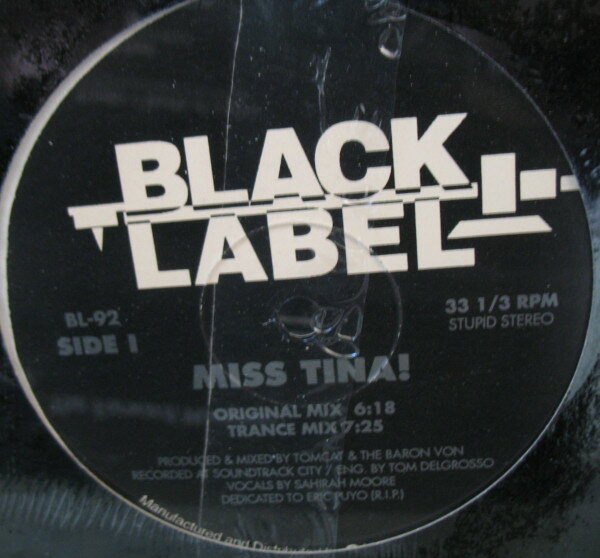 BLACK
LABEL
BL-92
SIDE I
33 1/3 RPM
STUPID STEREO
MISS TINA!
ORIGINAL MIX 6:18
TRANCE MIX 7:25
PRODUCED & MIXED BY TOMCAT & THE BARON VON
RECORDED AT SOUNDTRACK CITY / ENG. BY TOM DELGROSSO
VOCALS BY SAHIRAH MOORE
DEDICATED TO ERIC PUYO (R.I.P.)
Manufactured and